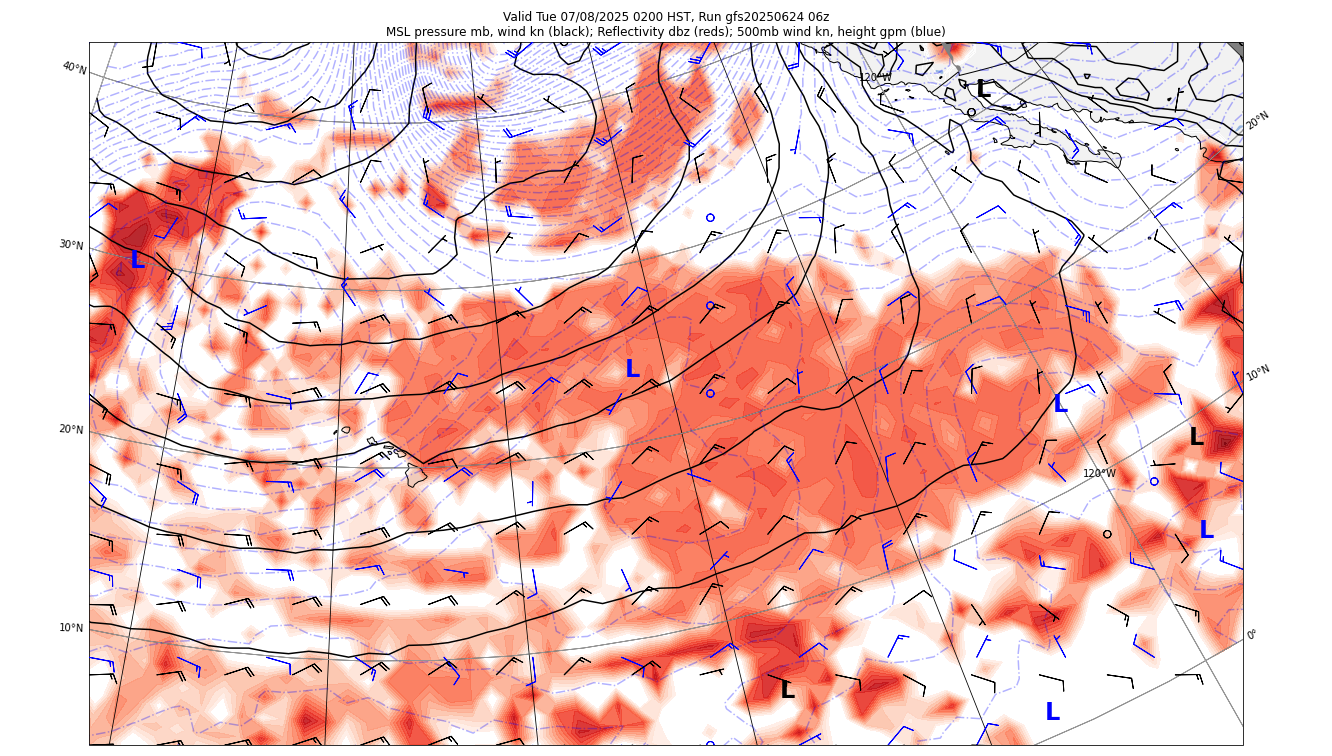 Valid Tue 07/08/2025 0200 HST, Run gfs20250624 06z
MSL pressure mb, wind kn (black); Reflectivity dbz (reds); 500mb wind kn, height gpm (blue)
40°N
120°W
L
20°N
30°N
L
L
10°N
L
20°N
L
120°W
L
10°N
0°
L
L